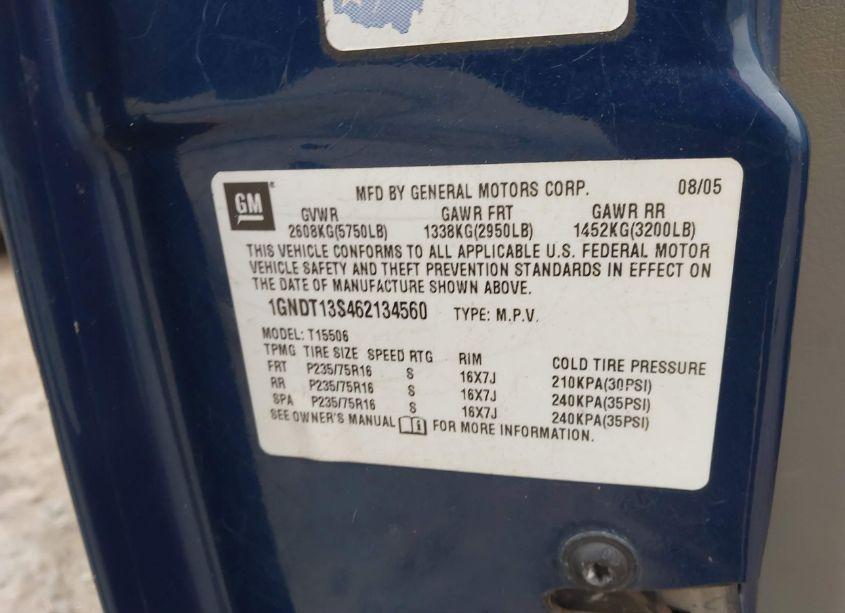 GM
MFD BY GENERAL MOTORS CORP. 08/05
GVWR GAWR FRT GAWR RR
2608KG(5750LB) 1338KG(2950LB) 1452KG(3200LB)
THIS VEHICLE CONFORMS TO ALL APPLICABLE U.S. FEDERAL MOTOR
VEHICLE SAFETY AND THEFT PREVENTION STANDARDS IN EFFECT ON
THE DATE OF MANUFACTURE SHOWN ABOVE.
1GNDT13S462134560 TYPE: M.P.V.
MODEL: T15506
TPMG TIRE SIZE SPEED RTG RIM COLD TIRE PRESSURE
FRT P235/75R16 S 16X7J 210KPA(30PSI)
RR P235/75R16 S 16X7J 240KPA(35PSI)
SPA P235/75R16 S 16X7J 240KPA(35PSI)
SEE OWNER'S MANUAL FOR MORE INFORMATION.